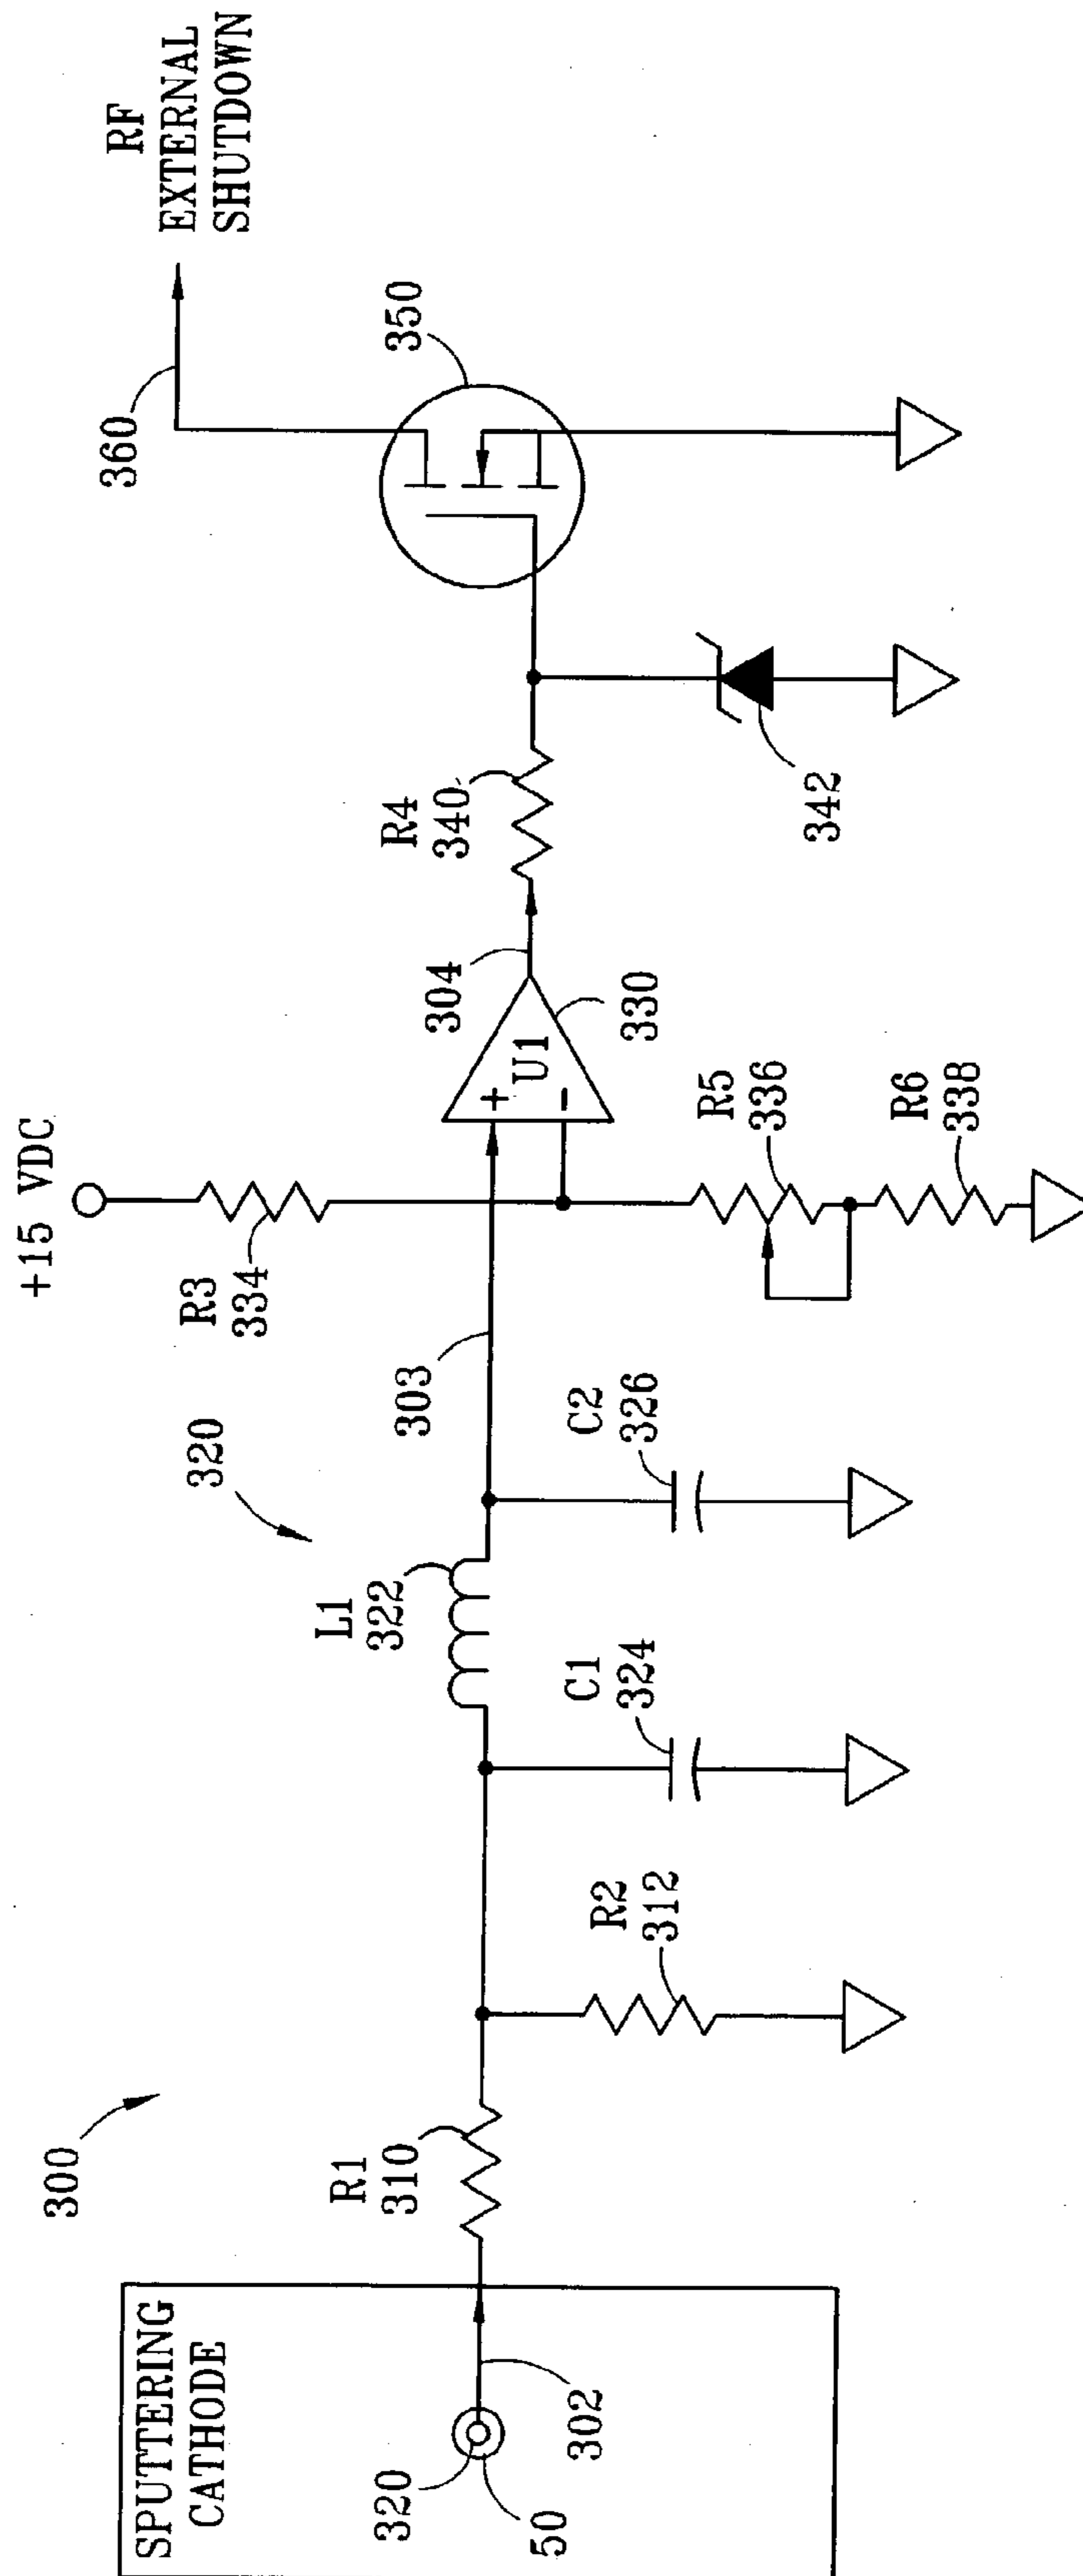 300
SPUTTERING
CATHODE
320
50
302
R1
310
R2
312
C1
324
L1
322
320
C2
326
303
+15 VDC
R3
334
R5
336
R6
338
U1
+
-
330
304
R4
340
342
350
360
RF
EXTERNAL
SHUTDOWN